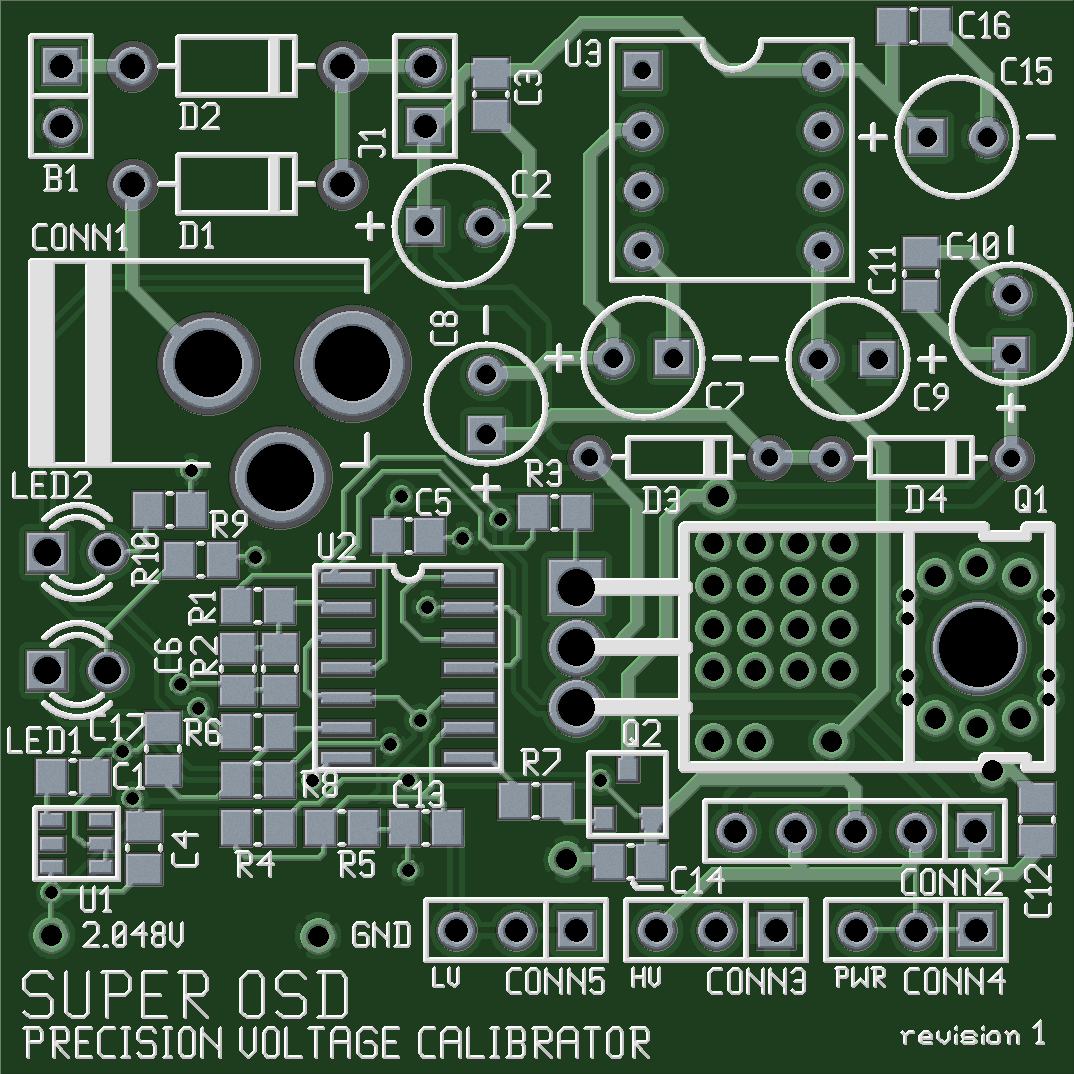 C16
U3
C15
C3
D2
J1
B1
C2
CONN1
D1
C10
C11
C8
C7
C9
LED2
R3
D3
D4
Q1
C5
R9
U2
R10
R1
R2
C6
C17
R6
LED1
Q2
R7
C1
R8
C13
C4
R4
R5
C14
CONN2
C12
U1
2.048V
GND
LV CONN5 HV CONN3 PWR CONN4
SUPER OSD
PRECISION VOLTAGE CALIBRATOR
revision 1